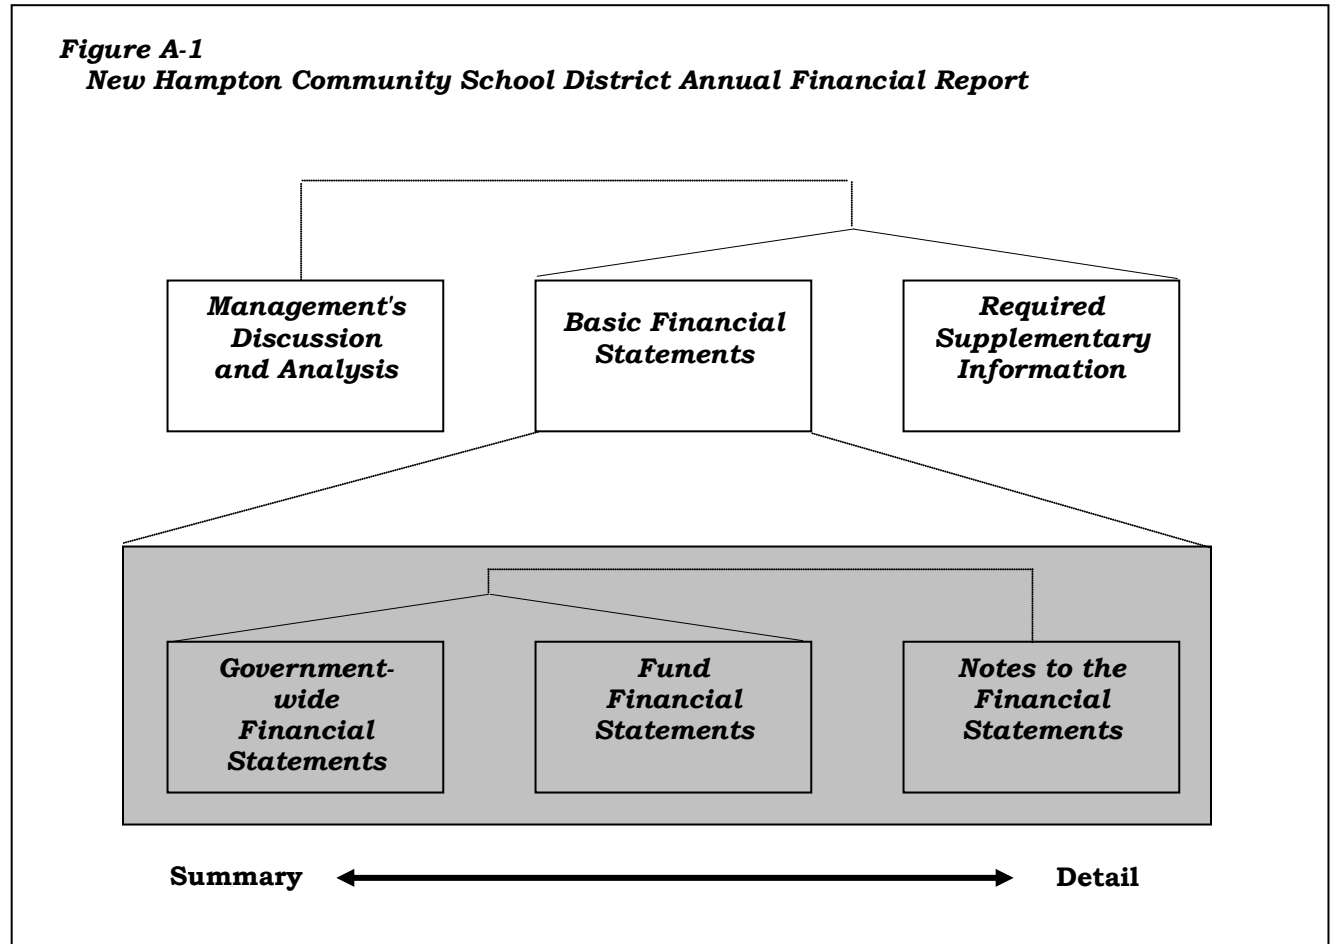 Figure A-1
New Hampton Community School District Annual Financial Report
Management's
Discussion
and Analysis
Basic Financial
Statements
Required
Supplementary
Information
Government-
wide
Financial
Statements
Fund
Financial
Statements
Notes to the
Financial
Statements
Summary
Detail